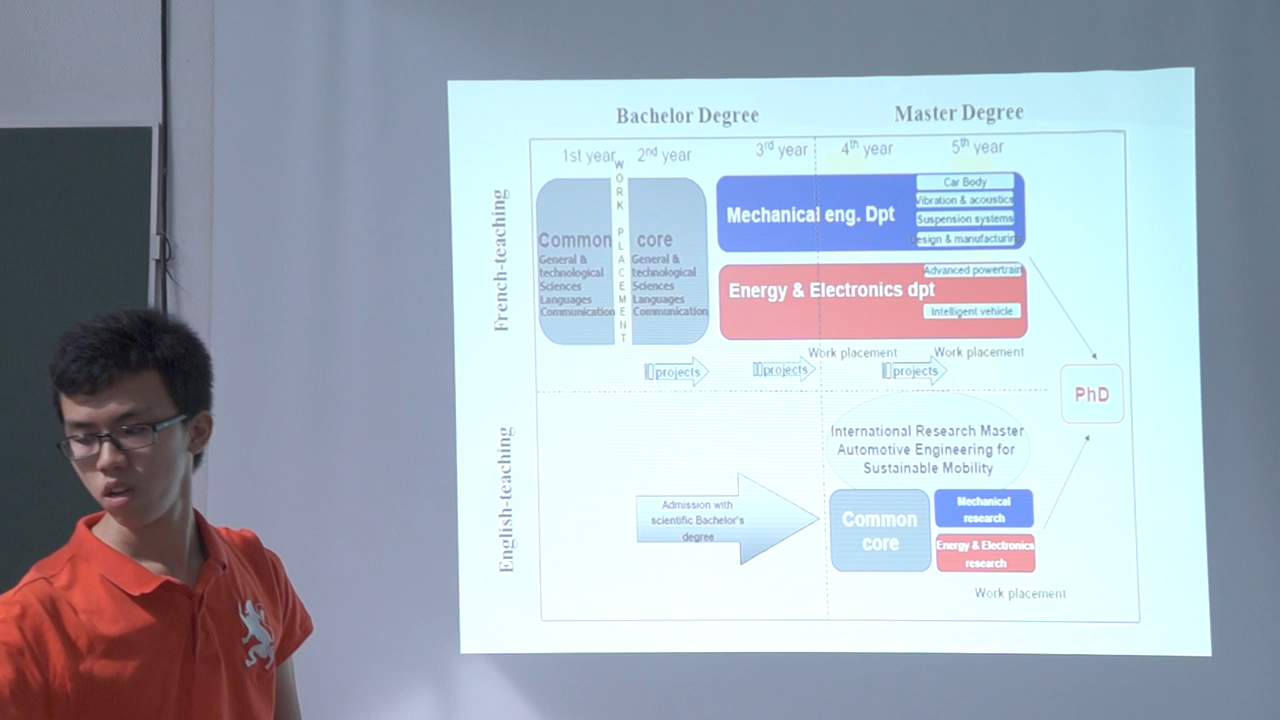 Bachelor Degree
Master Degree
1st year
2nd year
3rd year
4th year
5th year
French-teaching
WORK PLACEMENT
Common core
General &
technological
Sciences
Languages
Communication
General &
technological
Sciences
Languages
Communication
Mechanical eng. Dpt
Car Body
Vibration & acoustics
Suspension systems
Design & manufacturing
Energy & Electronics dpt
Advanced powertrain
Intelligent vehicle
Work placement
Work placement
projects
projects
projects
PhD
English-teaching
International Research Master
Automotive Engineering for
Sustainable Mobility
Admission with
scientific Bachelor's
degree
Common
core
Mechanical
research
Energy & Electronics
research
Work placement